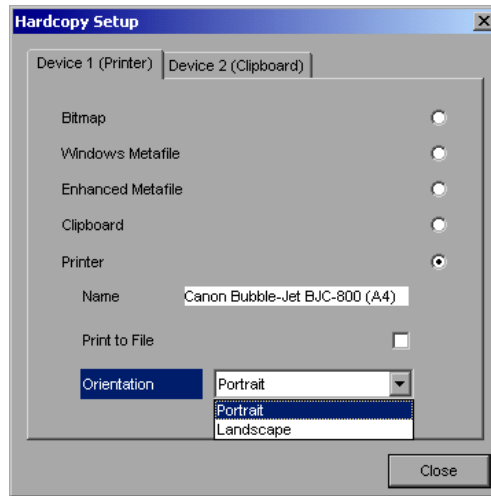 Hardcopy Setup
Device 1 (Printer) Device 2 (Clipboard)
Bitmap
Windows Metafile
Enhanced Metafile
Clipboard
Printer
Name Canon Bubble-Jet BJC-800 (A4)
Print to File
Orientation Portrait
Portrait
Landscape
Close